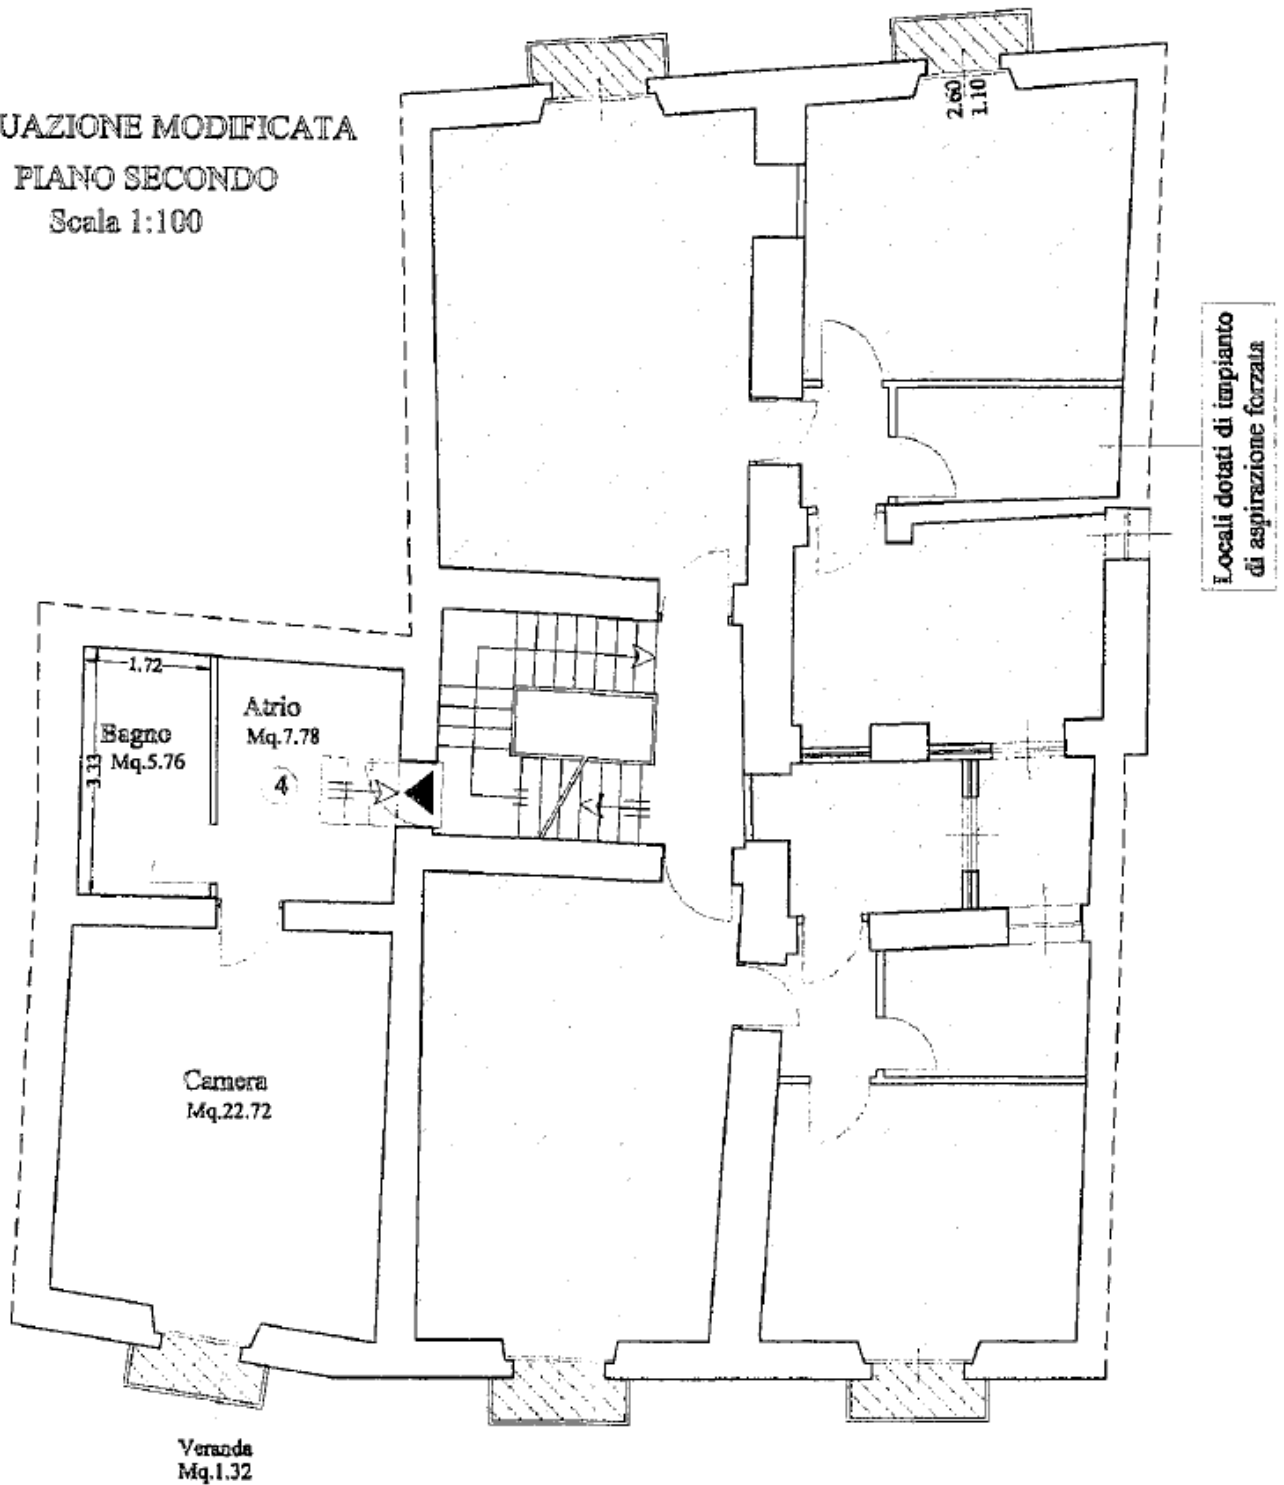 UAZIONE MODIFICATA
PIANO SECONDO
Scala 1:100
2.60
1.10
Locali dotati di impianto
di aspirazione forzata
1.72
Atrio
Mq.7.78
Bagno
Mq.5.76
3.33
4
Camera
Mq.22.72
Veranda
Mq.1.32